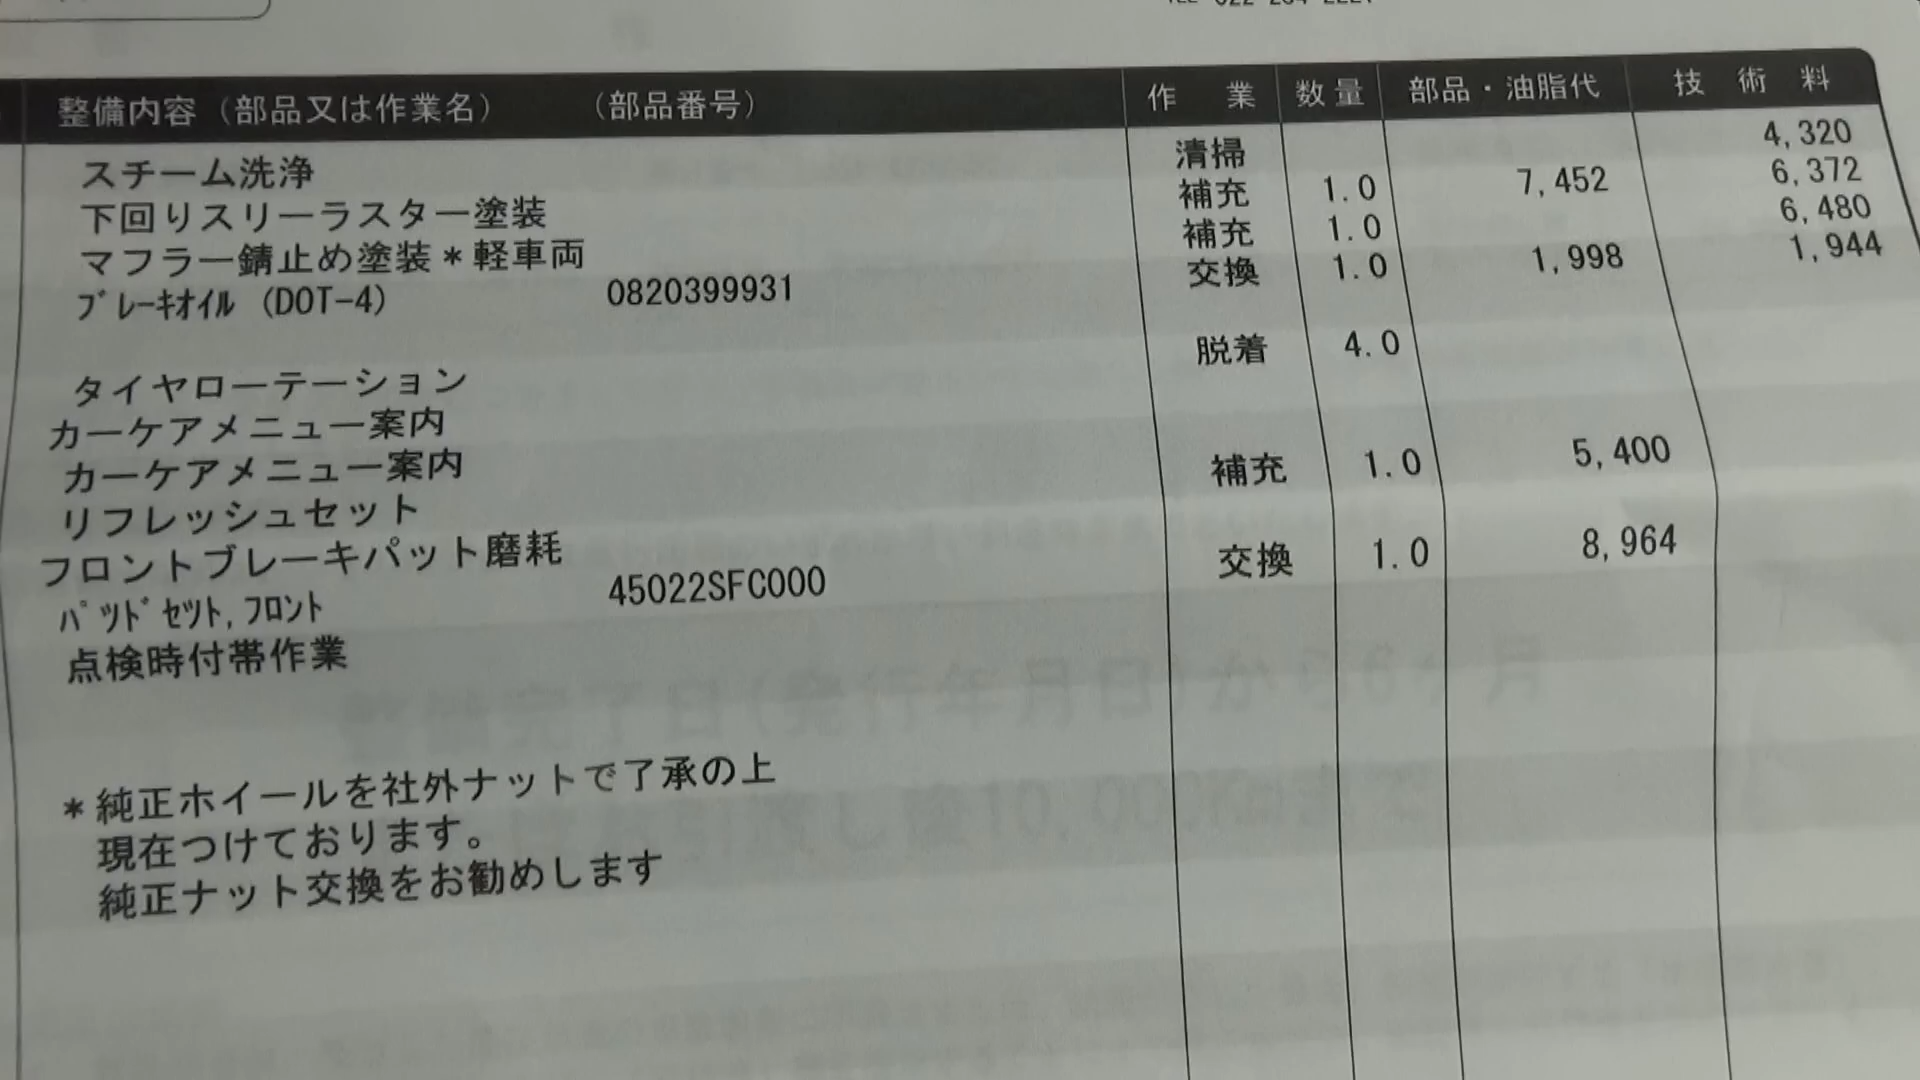 整備内容（部品又は作業名） （部品番号） 作業 数量 部品・油脂代 技術料
スチーム洗浄 清掃 4,320
下回りスリーラスター塗装 補充 1.0 7,452 6,372
マフラー錆止め塗装＊軽車両 補充 1.0 6,480
ﾌﾞﾚｰｷｵｲﾙ (DOT-4) 0820399931 交換 1.0 1,998 1,944
タイヤローテーション 脱着 4.0
カーケアメニュー案内
カーケアメニュー案内
リフレッシュセット 補充 1.0 5,400
フロントブレーキパット磨耗
ﾊﾟﾂﾄﾞｾﾂﾄ,ﾌﾛﾝﾄ 45022SFC000 交換 1.0 8,964
点検時付帯作業
＊純正ホイールを社外ナットで了承の上
現在つけております。
純正ナット交換をお勧めします